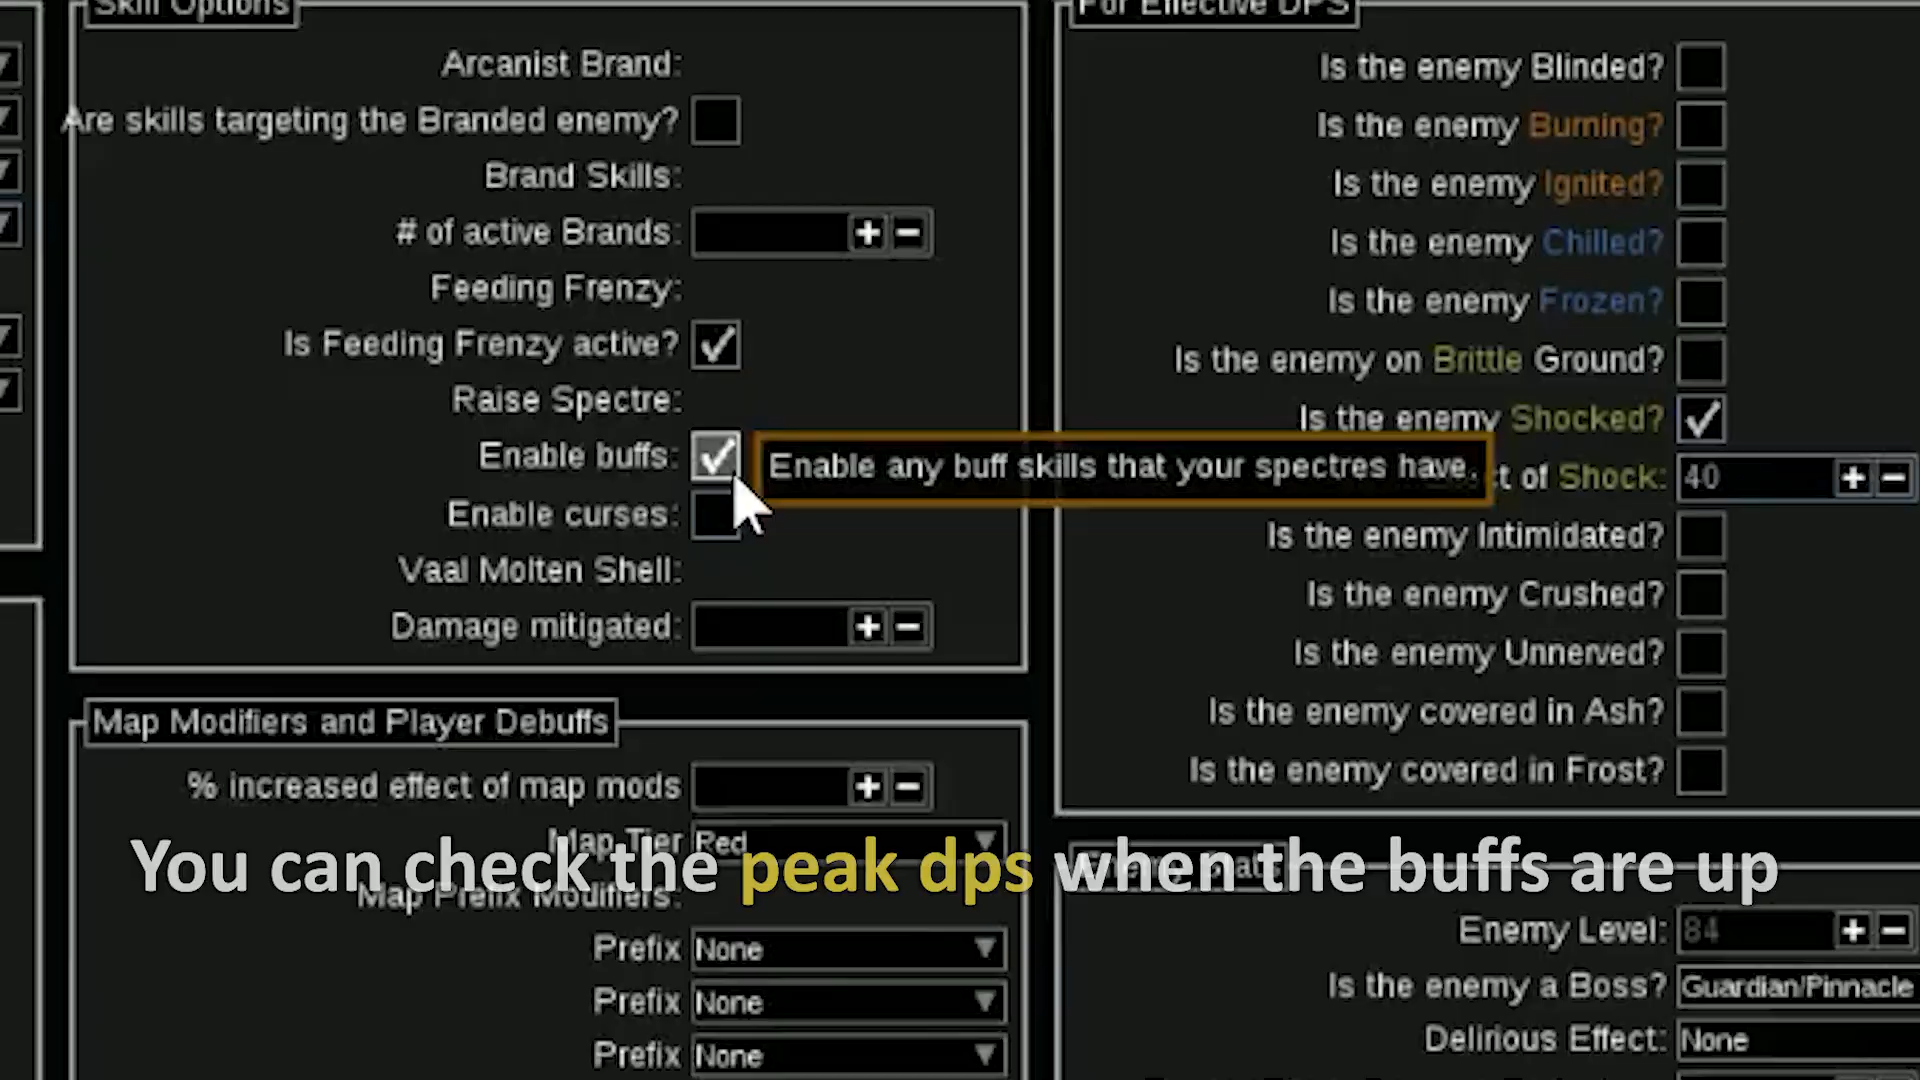 Skill Options
Arcanist Brand:
Are skills targeting the Branded enemy?
Brand Skills:
# of active Brands:
Feeding Frenzy:
Is Feeding Frenzy active?
Raise Spectre:
Enable buffs:
Enable any buff skills that your spectres have.
Enable curses:
Vaal Molten Shell:
Damage mitigated:
Map Modifiers and Player Debuffs
% increased effect of map mods
Map Tier Red
Map Prefix Modifiers:
Prefix None
Prefix None
Prefix None
For Effective DPS
Is the enemy Blinded?
Is the enemy Burning?
Is the enemy Ignited?
Is the enemy Chilled?
Is the enemy Frozen?
Is the enemy on Brittle Ground?
Is the enemy Shocked?
of Shock: 40
Is the enemy Intimidated?
Is the enemy Crushed?
Is the enemy Unnerved?
Is the enemy covered in Ash?
Is the enemy covered in Frost?
Enemy Stats
Enemy Level: 84
Is the enemy a Boss? Guardian/Pinnacle
Delirious Effect: None
You can check the peak dps when the buffs are up